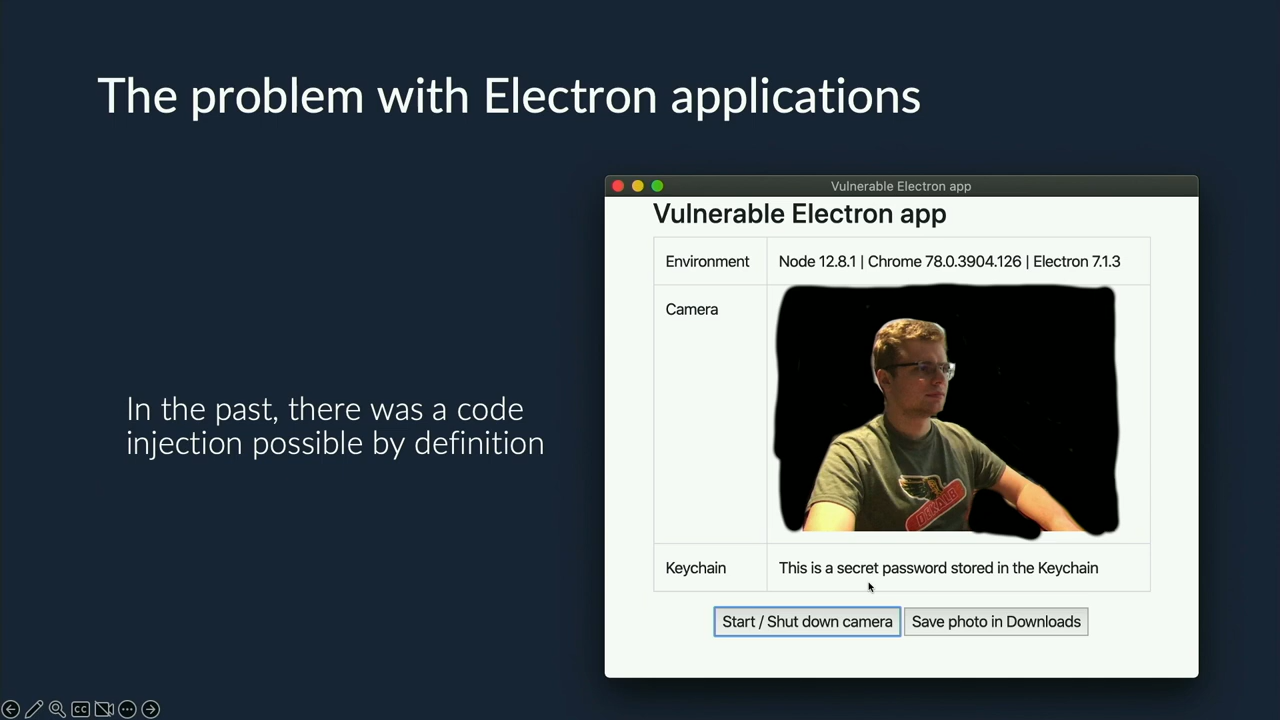 The problem with Electron applications
In the past, there was a code
injection possible by definition
Vulnerable Electron app
Vulnerable Electron app
Environment
Node 12.8.1 | Chrome 78.0.3904.126 | Electron 7.1.3
Camera
DEKALB
Keychain
This is a secret password stored in the Keychain
Start / Shut down camera
Save photo in Downloads
CC